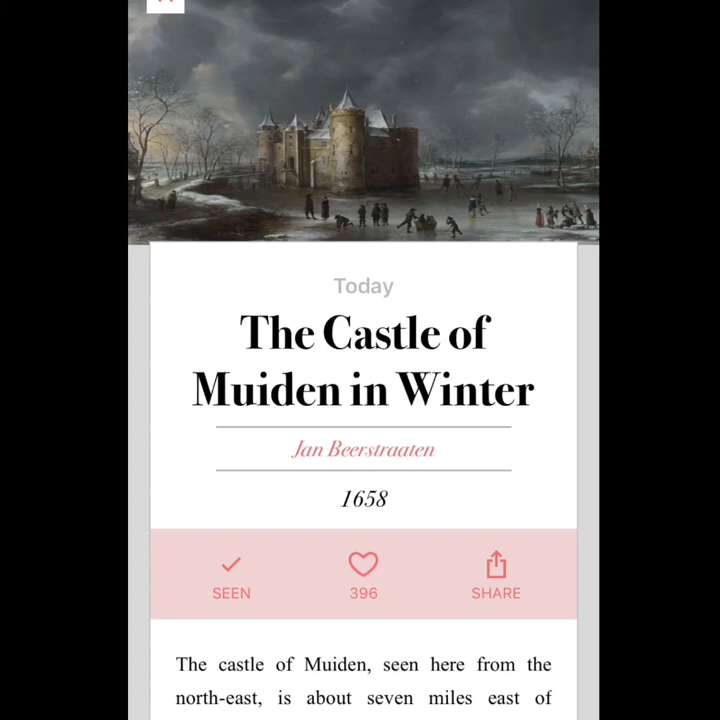 Today
The Castle of
Muiden in Winter
Jan Beerstraaten
1658
SEEN
396
SHARE
The castle of Muiden, seen here from the
north-east, is about seven miles east of